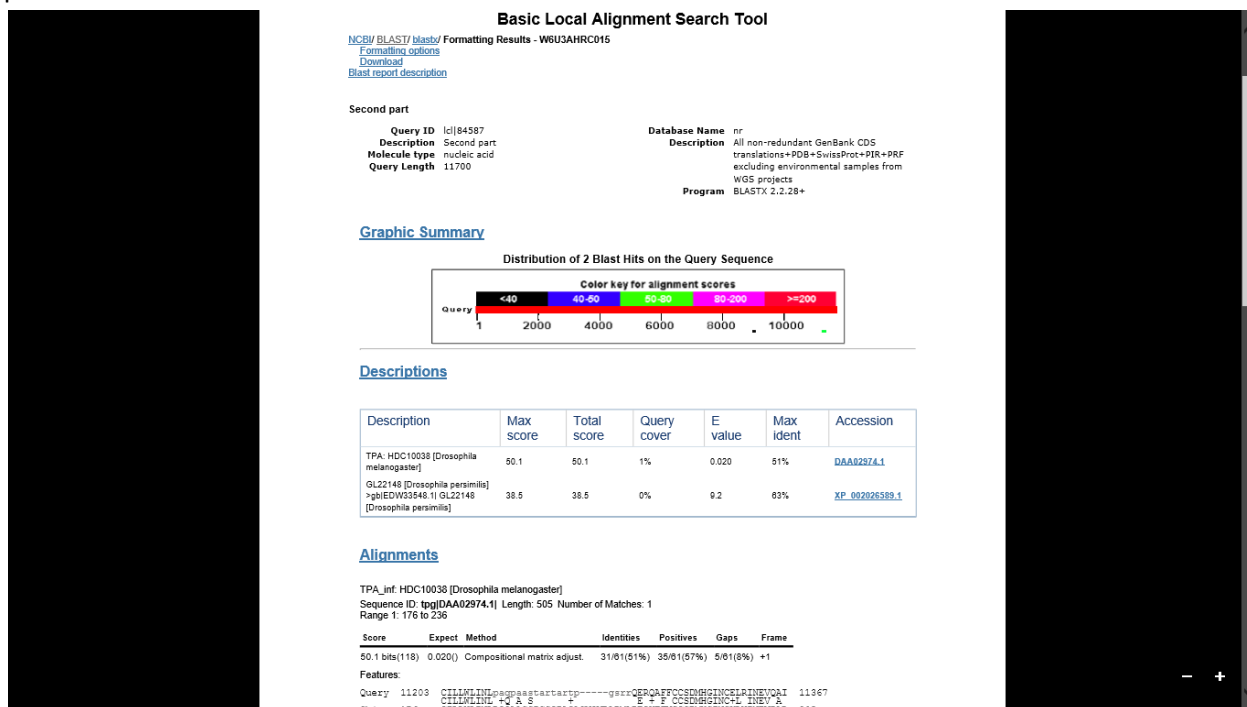 Basic Local Alignment Search Tool
NCBI/ BLAST/ blastx/ Formatting Results - W6U3AHRC015
Formatting options
Download
Blast report description
Second part
Query ID lcl|84587
Description Second part
Molecule type nucleic acid
Query Length 11700
Database Name nr
Description All non-redundant GenBank CDS
translations+PDB+SwissProt+PIR+PRF
excluding environmental samples from
WGS projects
Program BLASTX 2.2.28+
Graphic Summary
Distribution of 2 Blast Hits on the Query Sequence
Color key for alignment scores
<40 40-50 50-80 80-200 >=200
Query
1 2000 4000 6000 8000 10000
Descriptions
Description Max score Total score Query cover E value Max ident Accession
TPA: HDC10038 [Drosophila
melanogaster] 50.1 50.1 1% 0.020 51% DAA02974.1
GL22148 [Drosophila persimilis]
>gb|EDW33548.1| GL22148 38.5 38.5 0% 9.2 63% XP_002026589.1
[Drosophila persimilis]
Alignments
TPA_inf: HDC10038 [Drosophila melanogaster]
Sequence ID: tpg|DAA02974.1| Length: 505 Number of Matches: 1
Range 1: 176 to 236
Score Expect Method Identities Positives Gaps Frame
50.1 bits(118) 0.020() Compositional matrix adjust. 31/61(51%) 35/61(57%) 5/61(8%) +1
Features:
Query 11203 CILLWLINLpagpaastartartp-----gsrrQERQAFFCCSDMHGINCELRINEVQAI 11367
CILLWLINL +Q A S + E + F CCSDMHGINC+L INEV A